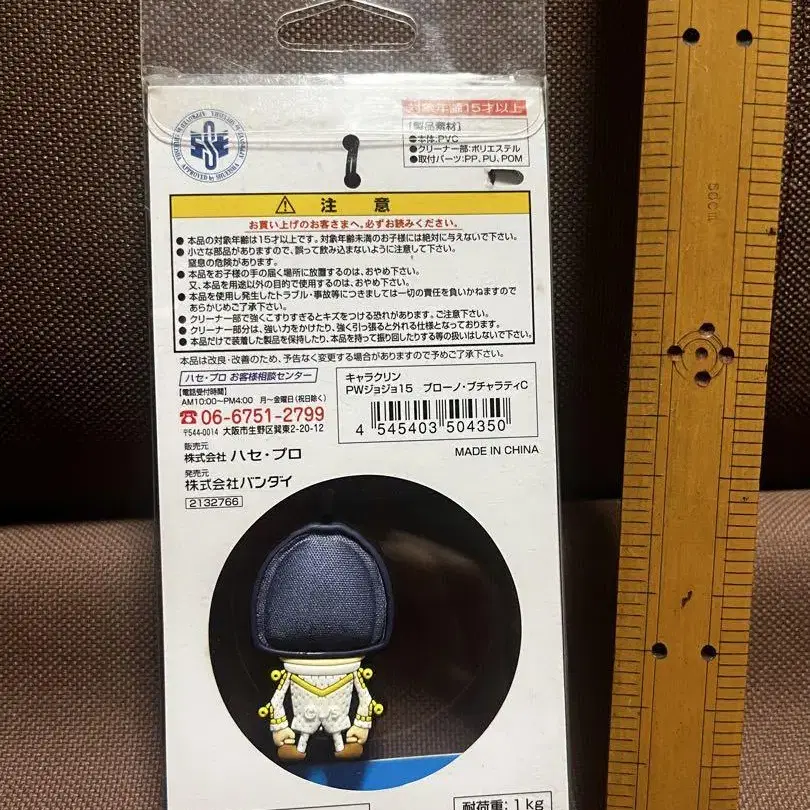 対象年齢15才以上
[製品素材]
●本体:PVC
●クリーナー部:ポリエステル
●取付パーツ:PP、PU、POM
APPROVED by SHUEISHA
⚠ 注意
お買い上げのお客さまへ。必ずお読みください。
●本品の対象年齢は15才以上です。対象年齢未満のお子様には絶対に与えないで下さい。
●小さな部品がありますので、誤って飲み込まないように注意して下さい。
窒息の危険があります。
●本品をお子様の手の届く場所に放置するのは、おやめ下さい。
又、本品を用途以外の目的で使用するのは、おやめ下さい。
●本品を使用し発生したトラブル・事故等につきましては一切の責任を負いかねますので
あらかじめご了承下さい。
●クリーナー部で強くこすりすぎるとキズをつける恐れがあります。ご注意下さい。
●クリーナー部分は、強い力をかけたり、強く引っ張ると外れる仕様となっております。
●本品だけで装着した製品を保持したり、本品を持って振り回したりする等の扱いはしないで下さい。
本品は改良・改善のため、予告なく変更する場合がありますので予めご了承下さい。
ハセ・プロ お客様相談センター
【電話受付時間】
AM10:00〜PM4:00 月〜金曜日(祝日除く)
☎06-6751-2799
〒544-0014 大阪市生野区巽東2-20-12
販売元
株式会社 ハセ・プロ
発売元
株式会社バンダイ
2132766
キャラクリン
PWジョジョ15 ブローノ・ブチャラティC
4 545403 504350
MADE IN CHINA
耐荷重:1kg
50cm